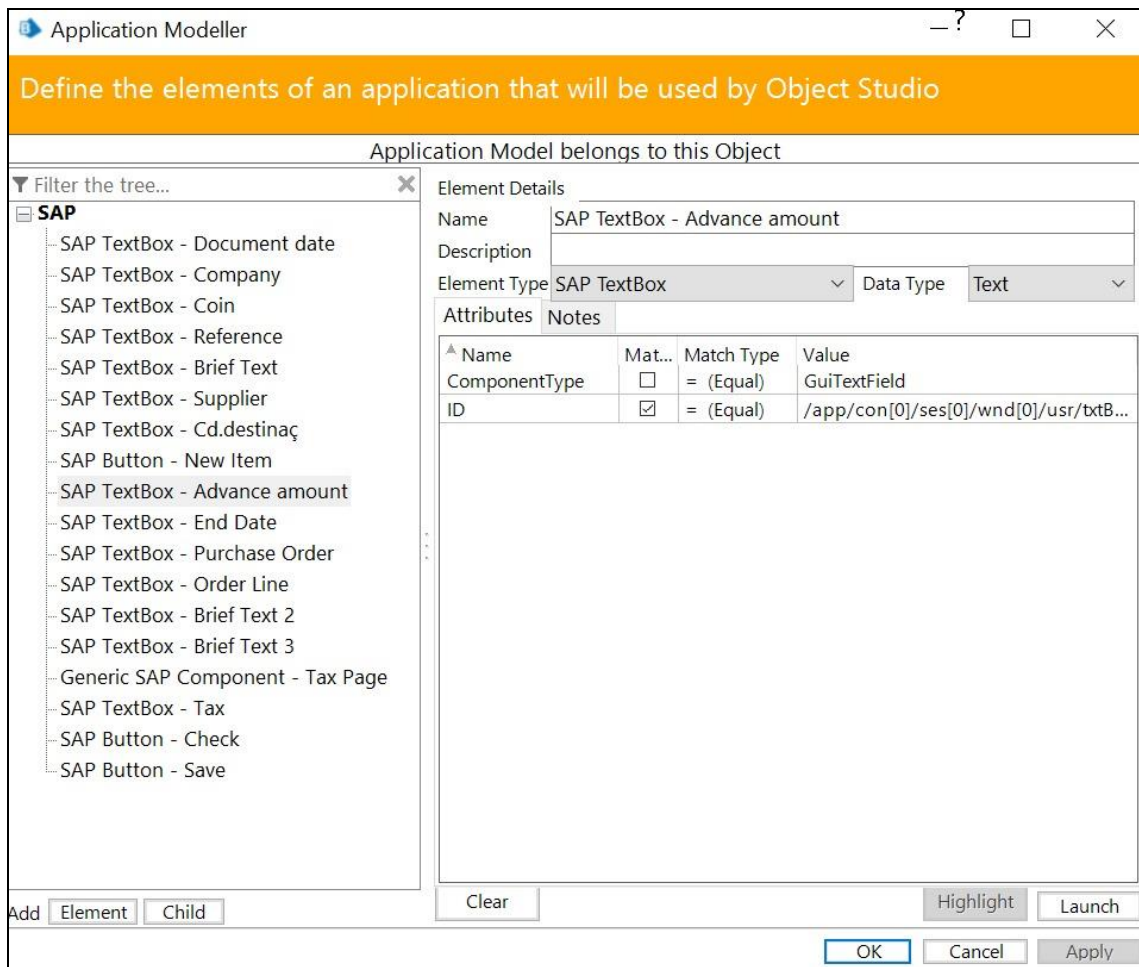 Application Modeller
?
Define the elements of an application that will be used by Object Studio
Application Model belongs to this Object
Filter the tree...
SAP
SAP TextBox - Document date
SAP TextBox - Company
SAP TextBox - Coin
SAP TextBox - Reference
SAP TextBox - Brief Text
SAP TextBox - Supplier
SAP TextBox - Cd.destinaç
SAP Button - New Item
SAP TextBox - Advance amount
SAP TextBox - End Date
SAP TextBox - Purchase Order
SAP TextBox - Order Line
SAP TextBox - Brief Text 2
SAP TextBox - Brief Text 3
Generic SAP Component - Tax Page
SAP TextBox - Tax
SAP Button - Check
SAP Button - Save
Add Element Child
Element Details
Name SAP TextBox - Advance amount
Description
Element Type SAP TextBox Data Type Text
Attributes Notes
Name Mat... Match Type Value
ComponentType = (Equal) GuiTextField
ID = (Equal) /app/con[0]/ses[0]/wnd[0]/usr/txtB...
Clear Highlight Launch
OK Cancel Apply